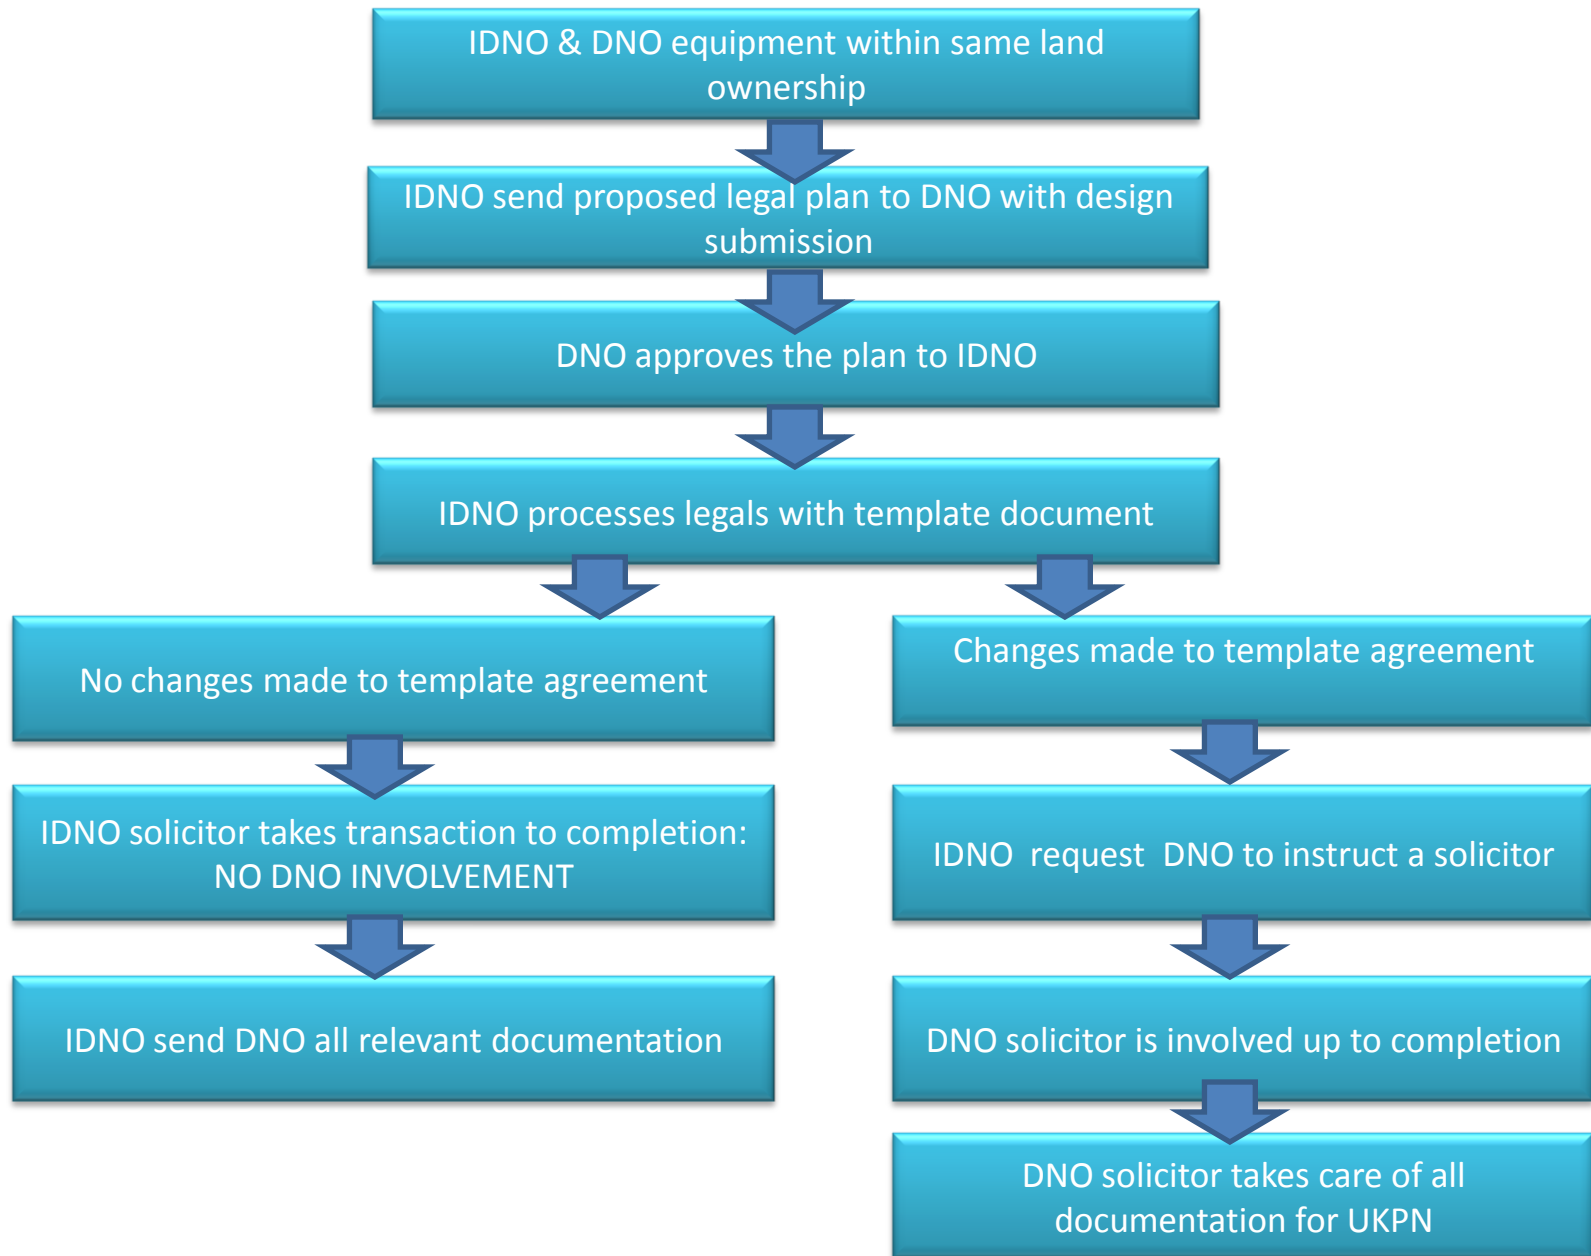 IDNO & DNO equipment within same land
ownership
IDNO send proposed legal plan to DNO with design
submission
DNO approves the plan to IDNO
IDNO processes legals with template document
No changes made to template agreement
IDNO solicitor takes transaction to completion:
NO DNO INVOLVEMENT
IDNO send DNO all relevant documentation
Changes made to template agreement
IDNO request DNO to instruct a solicitor
DNO solicitor is involved up to completion
DNO solicitor takes care of all
documentation for UKPN